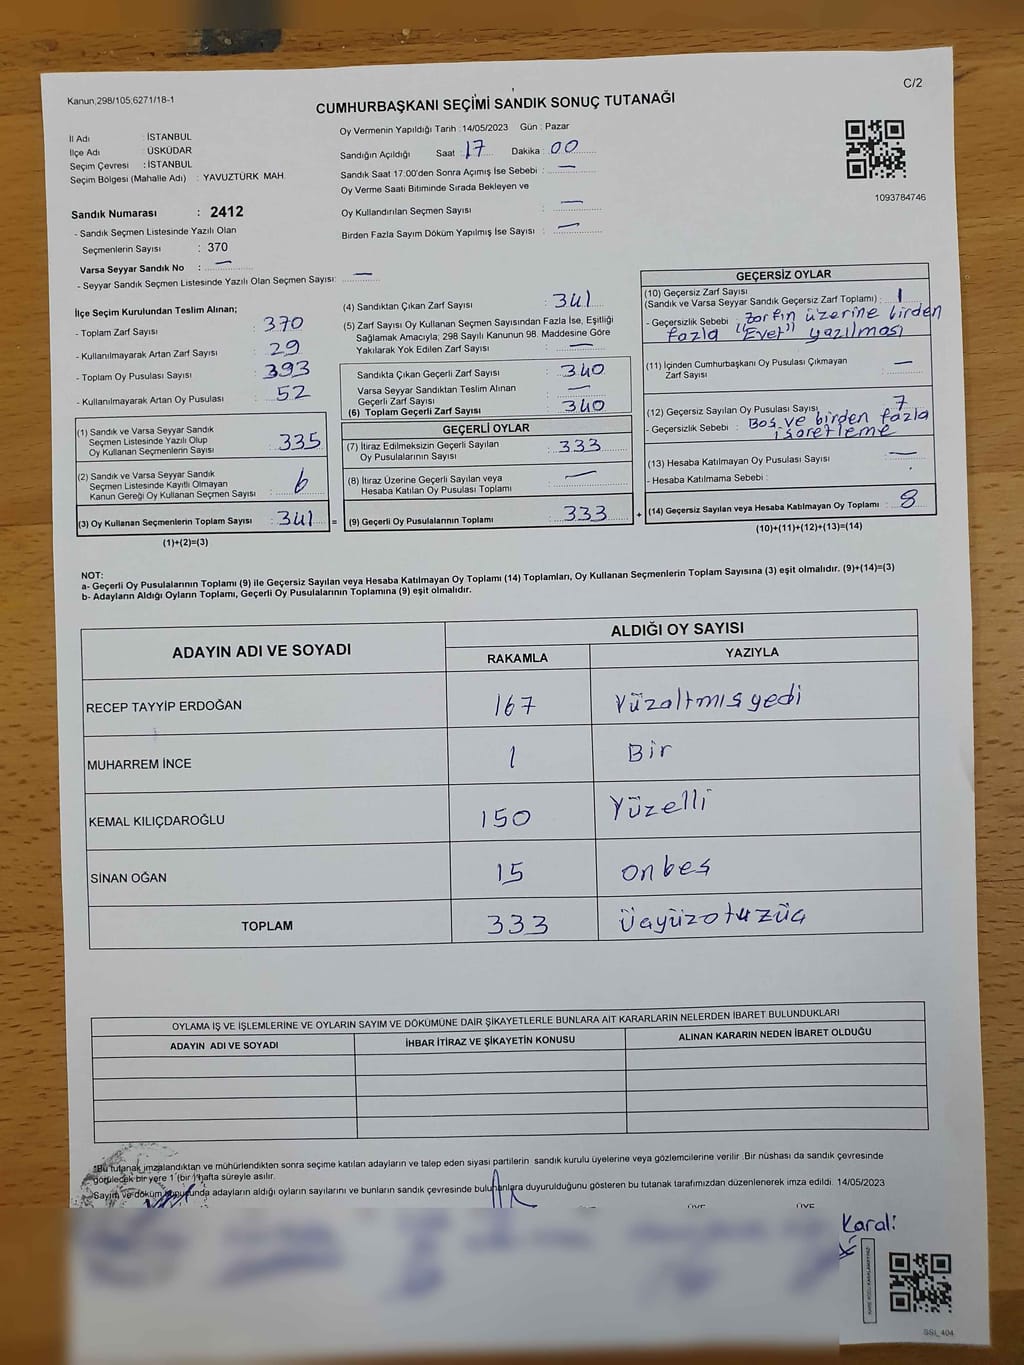 Kanun,298/105,6271/18-1
C/2
CUMHURBAŞKANI SEÇİMİ SANDIK SONUÇ TUTANAĞI
İl Adı : İSTANBUL
İlçe Adı : ÜSKÜDAR
Seçim Çevresi : İSTANBUL
Seçim Bölgesi (Mahalle Adı) : YAVUZTÜRK MAH.
Sandık Numarası : 2412
- Sandık Seçmen Listesinde Yazılı Olan
Seçmenlerin Sayısı : 370
Varsa Seyyar Sandık No : —
- Seyyar Sandık Seçmen Listesinde Yazılı Olan Seçmen Sayısı: —
Oy Vermenin Yapıldığı Tarih : 14/05/2023 Gün : Pazar
Sandığın Açıldığı Saat : 17 Dakika : 00
Sandık Saat 17:00'den Sonra Açımış İse Sebebi : —
Oy Verme Saati Bitiminde Sırada Bekleyen ve
Oy Kullandırılan Seçmen Sayısı : —
Birden Fazla Sayım Döküm Yapılmış İse Sayısı : —
1093784746
İlçe Seçim Kurulundan Teslim Alınan;
- Toplam Zarf Sayısı : 370
- Kullanılmayarak Artan Zarf Sayısı : 29
- Toplam Oy Pusulası Sayısı : 393
- Kullanılmayarak Artan Oy Pusulası : 52
(1) Sandık ve Varsa Seyyar Sandık
Seçmen Listesinde Yazılı Olup
Oy Kullanan Seçmenlerin Sayısı : 335
(2) Sandık ve Varsa Seyyar Sandık
Seçmen Listesinde Kayıtlı Olmayan
Kanun Gereği Oy Kullanan Seçmen Sayısı : 6
(3) Oy Kullanan Seçmenlerin Toplam Sayısı : 341 =
(1)+(2)=(3)
(4) Sandıktan Çıkan Zarf Sayısı : 341
(5) Zarf Sayısı Oy Kullanan Seçmen Sayısından Fazla İse, Eşitliği
Sağlamak Amacıyla; 298 Sayılı Kanunun 98. Maddesine Göre
Yakılarak Yok Edilen Zarf Sayısı : —
Sandıkta Çıkan Geçerli Zarf Sayısı : 340
Varsa Seyyar Sandıktan Teslim Alınan
Geçerli Zarf Sayısı : —
(6) Toplam Geçerli Zarf Sayısı : 340
GEÇERLİ OYLAR
(7) İtiraz Edilmeksizin Geçerli Sayılan
Oy Pusulalarının Sayısı : 333
(8) İtiraz Üzerine Geçerli Sayılan veya
Hesaba Katılan Oy Pusulası Toplamı : —
(9) Geçerli Oy Pusulalarının Toplamı : 333 +
GEÇERSİZ OYLAR
(10) Geçersiz Zarf Sayısı
(Sandık ve Varsa Seyyar Sandık Geçersiz Zarf Toplamı) : 1
- Geçersizlik Sebebi : Zarfın üzerine birden
fazla "Evet" yazılması
(11) İçinden Cumhurbaşkanı Oy Pusulası Çıkmayan
Zarf Sayısı : —
(12) Geçersiz Sayılan Oy Pusulası Sayısı : 7
- Geçersizlik Sebebi : Boş ve birden fazla
işaretleme
(13) Hesaba Katılmayan Oy Pusulası Sayısı : —
- Hesaba Katılmama Sebebi :
(14) Geçersiz Sayılan veya Hesaba Katılmayan Oy Toplamı : 8
(10)+(11)+(12)+(13)=(14)
NOT:
a- Geçerli Oy Pusulalarının Toplamı (9) ile Geçersiz Sayılan veya Hesaba Katılmayan Oy Toplamı (14) Toplamları, Oy Kullanan Seçmenlerin Toplam Sayısına (3) eşit olmalıdır. (9)+(14)=(3)
b- Adayların Aldığı Oyların Toplamı, Geçerli Oy Pusulalarının Toplamına (9) eşit olmalıdır.
ADAYIN ADI VE SOYADI
ALDIĞI OY SAYISI
RAKAMLA YAZIYLA
RECEP TAYYİP ERDOĞAN 167 Yüzaltmışyedi
MUHARREM İNCE 1 Bir
KEMAL KILIÇDAROĞLU 150 Yüzelli
SİNAN OĞAN 15 onbeş
TOPLAM 333 Üçyüzotuzüç
OYLAMA İŞ VE İŞLEMLERİNE VE OYLARIN SAYIM VE DÖKÜMÜNE DAİR ŞİKAYETLERLE BUNLARA AİT KARARLARIN NELERDEN İBARET BULUNDUKLARI
ADAYIN ADI VE SOYADI İHBAR İTİRAZ VE ŞİKAYETİN KONUSU ALINAN KARARIN NEDEN İBARET OLDUĞU
*Bu tutanak imzalandıktan ve mühürlendikten sonra seçime katılan adayların ve talep eden siyasi partilerin sandık kurulu üyelerine veya gözlemcilerine verilir. Bir nüshası da sandık çevresinde
görülecek bir yere 1 (bir) hafta süreyle asılır.
Sayım ve döküm adayların aldığı oyların sayılarını ve bunların sandık çevresinde bulunanlara duyurulduğunu gösteren bu tutanak tarafımızdan düzenlenerek imza edildi. 14/05/2023
ÜYE ÜYE
Karal:
SSI_404